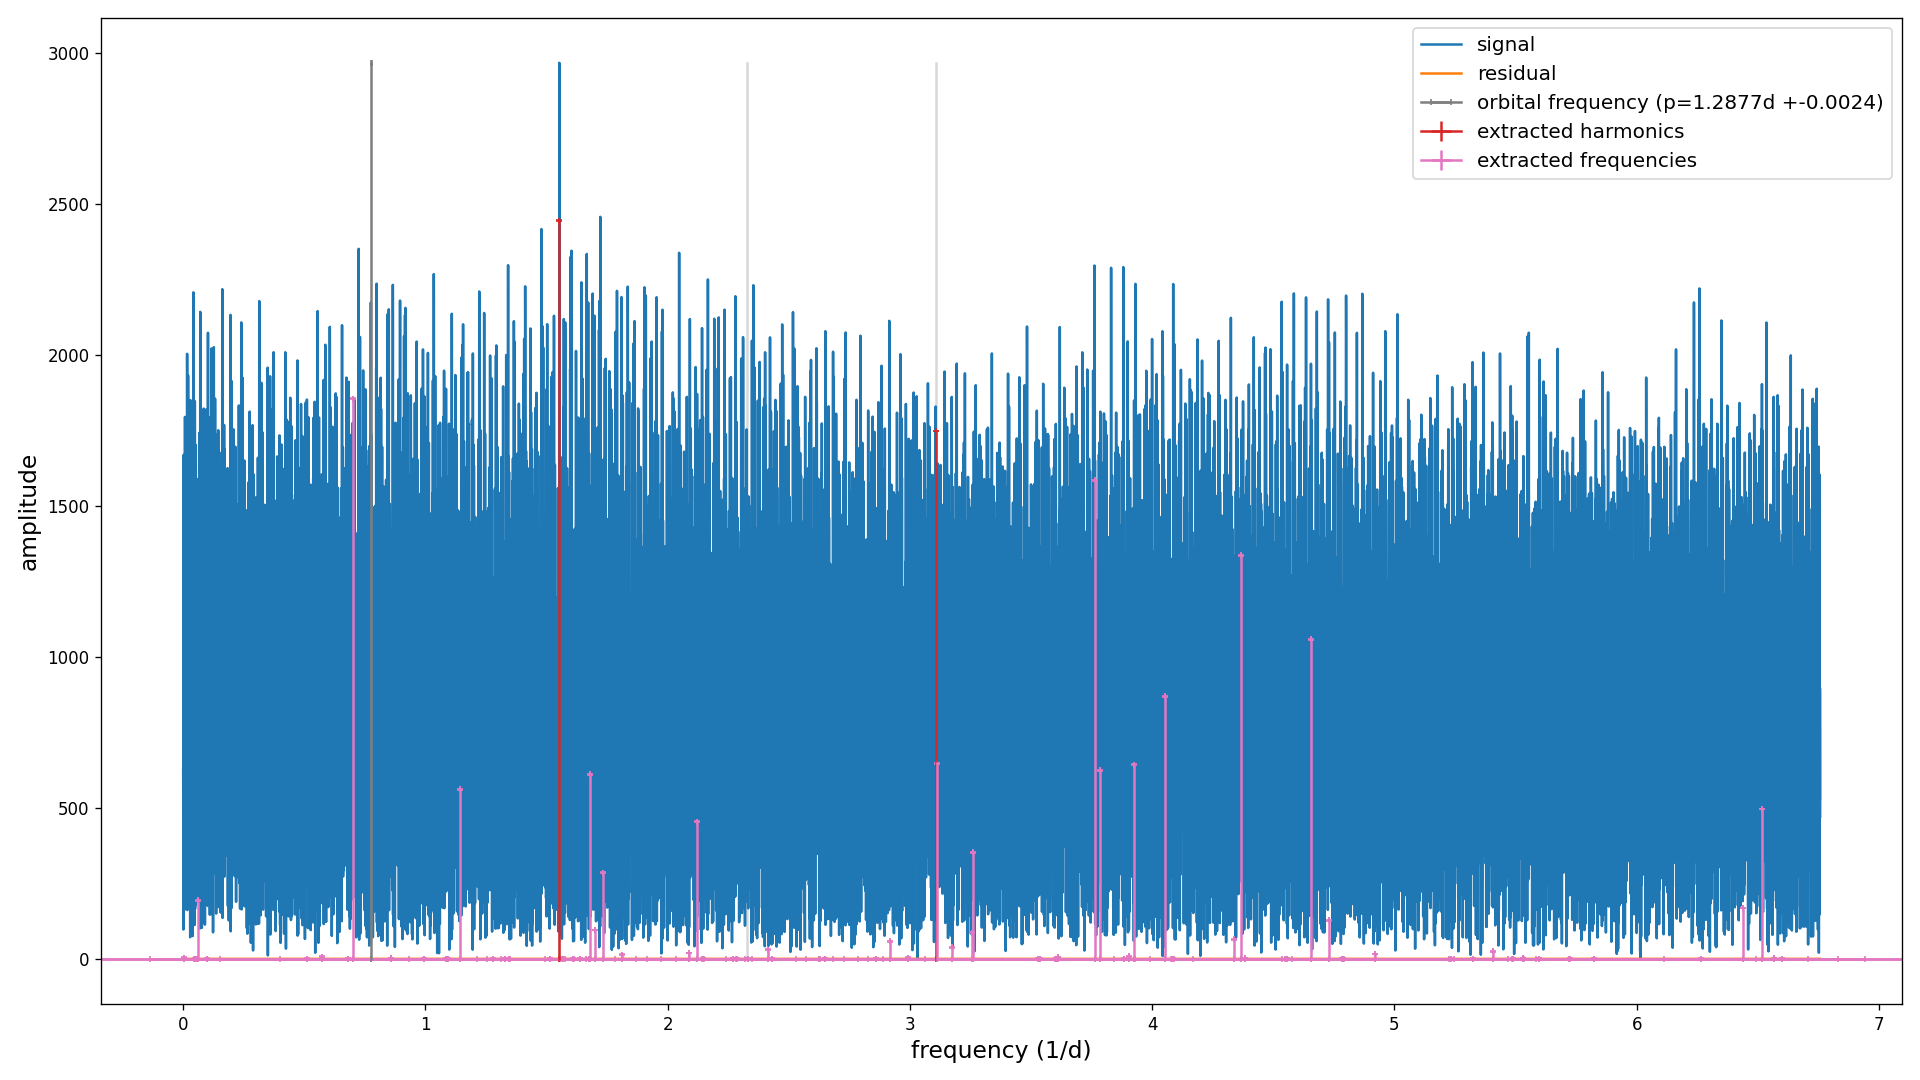 3000
2500
2000
1500
1000
500
0
amplitude
0 1 2 3 4 5 6 7
frequency (1/d)
signal
residual
orbital frequency (p=1.2877d +-0.0024)
extracted harmonics
extracted frequencies